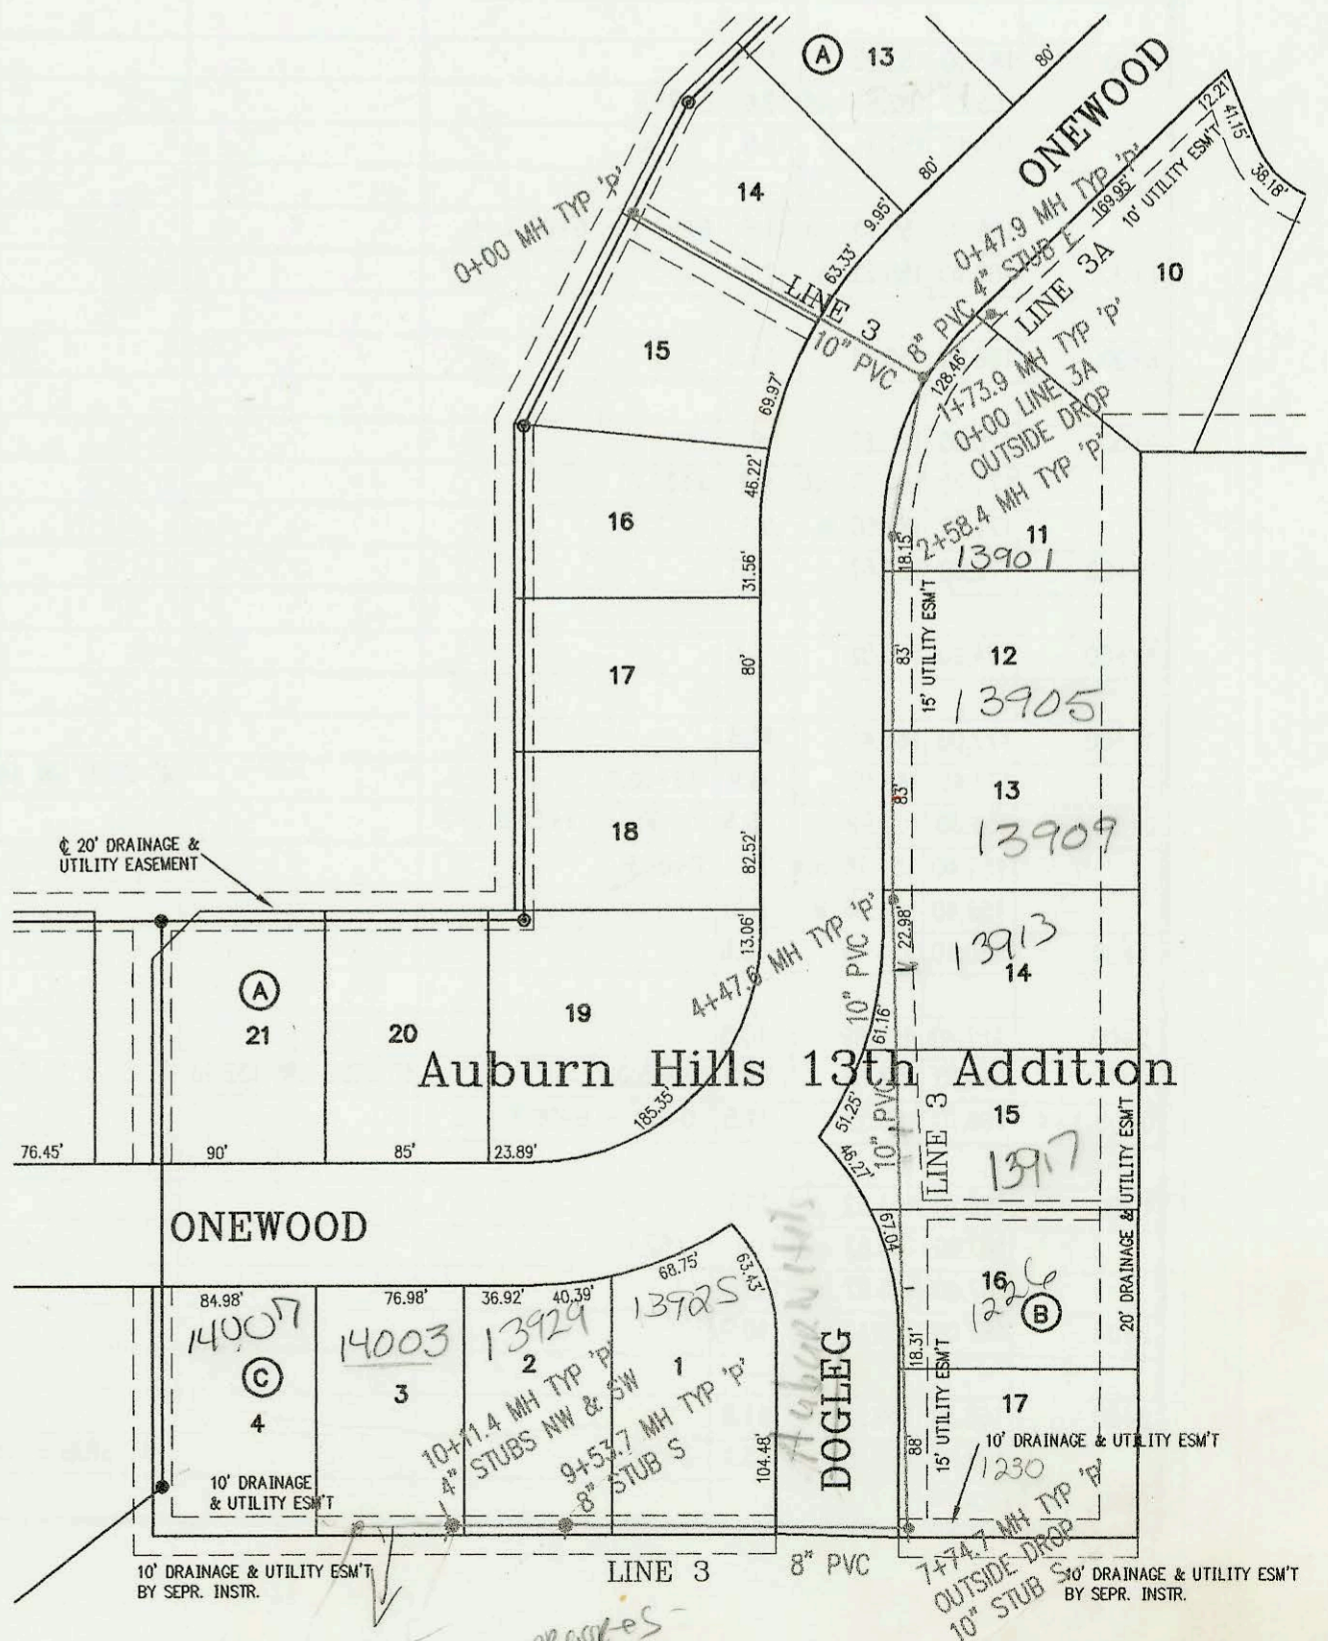 A 13
80'
ONEWOOD
80'
9.95'
63.33'
14
0+00 MH TYP 'P'
12.21'
41.15'
38.18'
169.95'
10' UTILITY ESM'T
0+47.9 MH TYP 'P'
4" STUB E
LINE 3A
10
LINE 3
10" PVC
8" PVC
128.46'
1+73.9 MH TYP 'P'
0+00 LINE 3A
OUTSIDE DROP
2+58.4 MH TYP 'P'
15
69.97'
46.22'
16
31.56'
18.15'
11
13901
17
80'
83'
15' UTILITY ESM'T
12
13905
18
82.52'
83'
13
13909
₵ 20' DRAINAGE &
UTILITY EASEMENT
13.06'
4+47.6 MH TYP 'P'
10" PVC
22.98'
61.16'
13913
14
A
21
20
19
Auburn Hills 13th Addition
185.35'
51.25'
46.27'
10" PVC
LINE 3
15
13917
20' DRAINAGE & UTILITY ESM'T
76.45'
90'
85'
23.89'
ONEWOOD
67.04'
16
1226
B
84.98'
14007
C
4
76.98'
14003
3
36.92'
40.39'
13929
2
68.75'
63.43'
13925
1
104.48'
10+11.4 MH TYP 'P'
4" STUBS NW & SW
9+53.7 MH TYP 'P'
8" STUB S
DOGLEG
Auburn Hills
18.31'
88'
15' UTILITY ESM'T
17
10' DRAINAGE & UTILITY ESM'T
1230
10' DRAINAGE
& UTILITY ESM'T
10' DRAINAGE & UTILITY ESM'T
BY SEPR. INSTR.
LINE 3
8" PVC
7+74.7 MH TYP 'P'
OUTSIDE DROP
10" STUB S
10' DRAINAGE & UTILITY ESM'T
BY SEPR. INSTR.